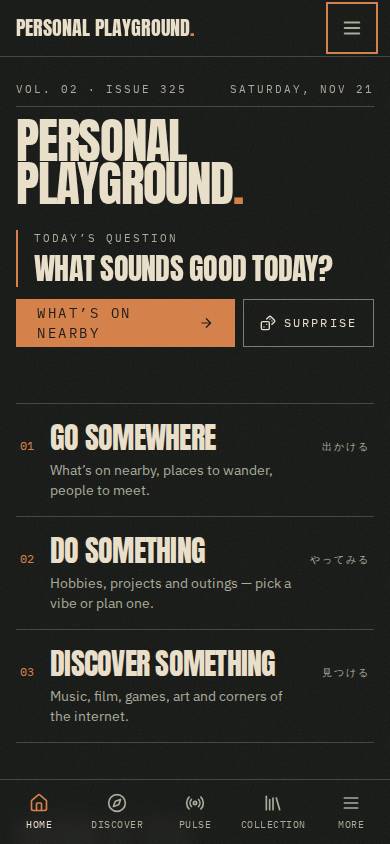 PERSONAL PLAYGROUND.
VOL. 02 · ISSUE 325
SATURDAY, NOV 21
PERSONAL
PLAYGROUND.
TODAY’S QUESTION
WHAT SOUNDS GOOD TODAY?
WHAT’S ON
NEARBY
SURPRISE
01
GO SOMEWHERE
出かける
What’s on nearby, places to wander,
people to meet.
02
DO SOMETHING
やってみる
Hobbies, projects and outings — pick a
vibe or plan one.
03
DISCOVER SOMETHING
見つける
Music, film, games, art and corners of
the internet.
HOME
DISCOVER
PULSE
COLLECTION
MORE